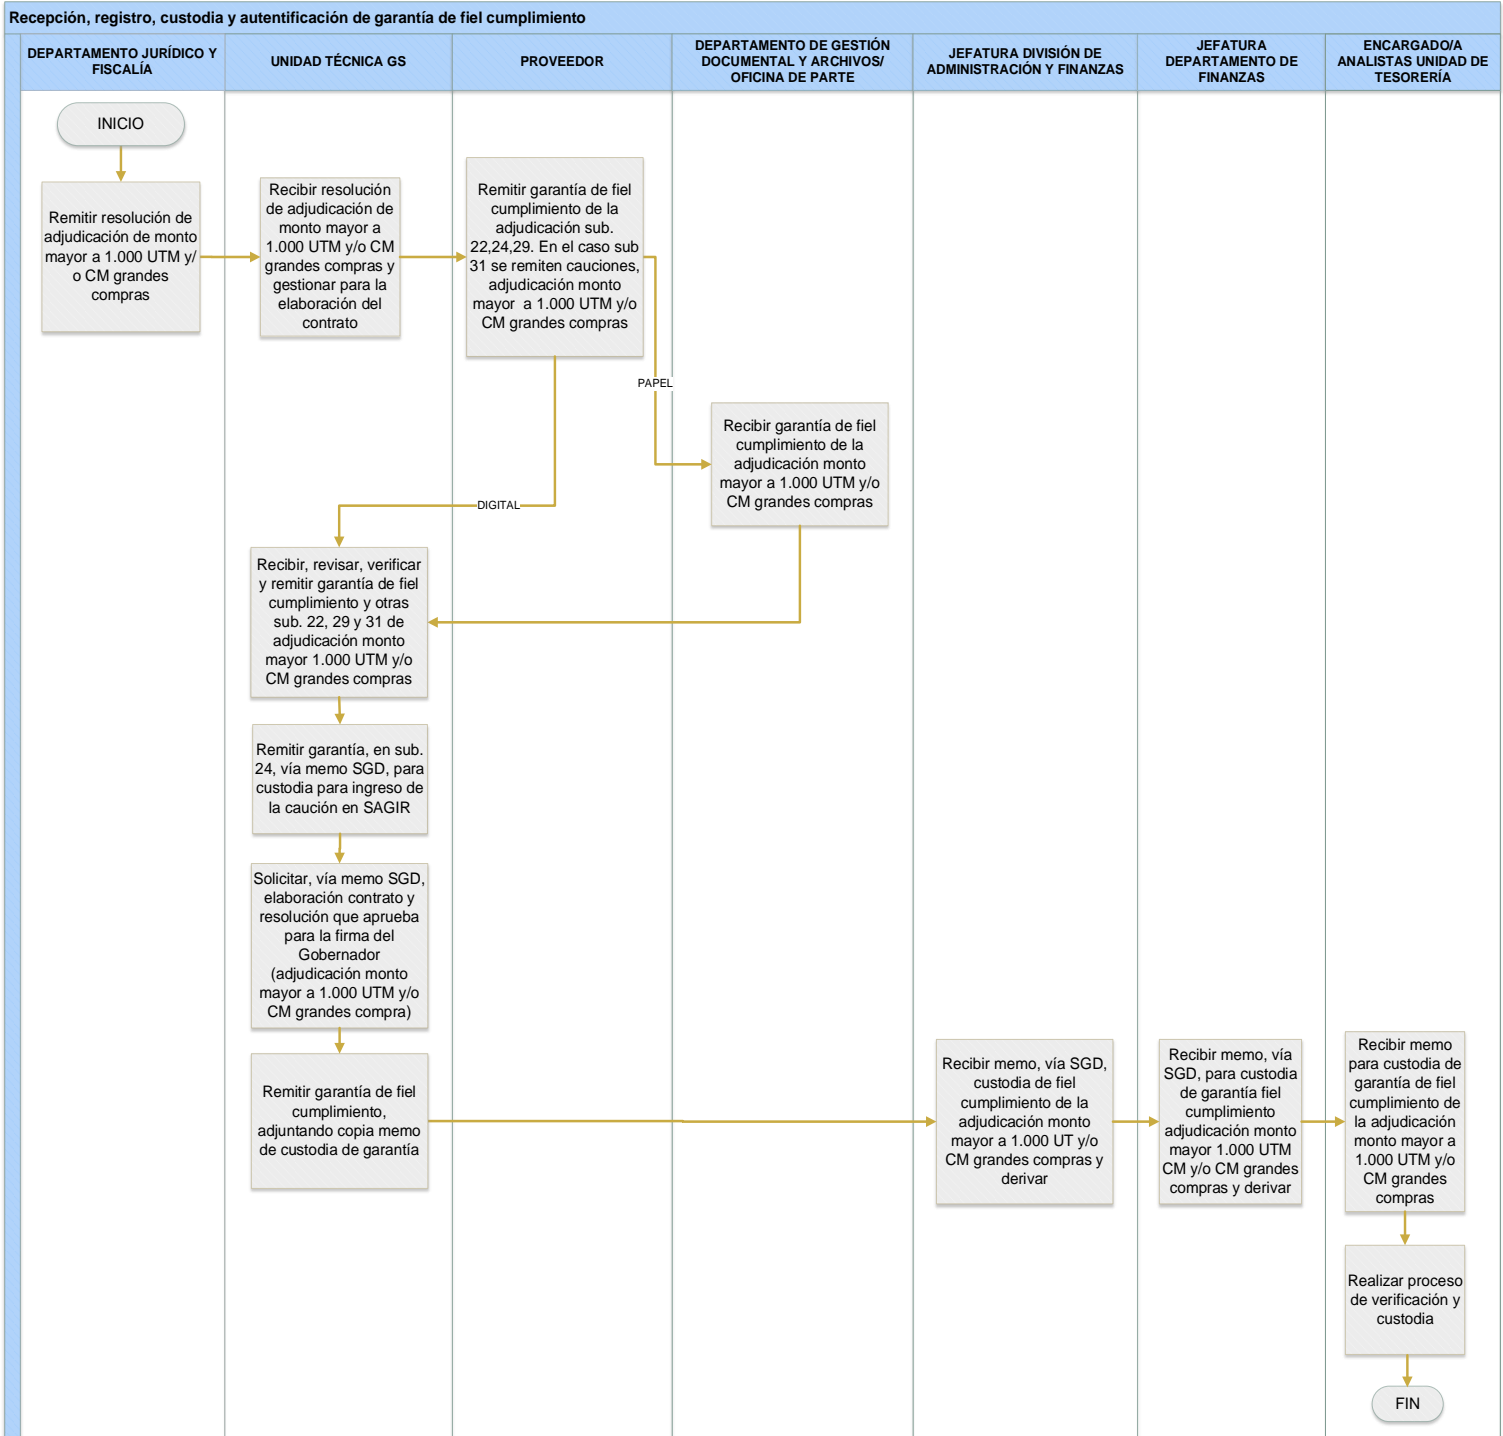 Recepción, registro, custodia y autentificación de garantía de fiel cumplimiento
DEPARTAMENTO JURÍDICO Y
FISCALÍA
UNIDAD TÉCNICA GS
PROVEEDOR
DEPARTAMENTO DE GESTIÓN
DOCUMENTAL Y ARCHIVOS/
OFICINA DE PARTE
JEFATURA DIVISIÓN DE
ADMINISTRACIÓN Y FINANZAS
JEFATURA
DEPARTAMENTO DE
FINANZAS
ENCARGADO/A
ANALISTAS UNIDAD DE
TESORERÍA
INICIO
Remitir resolución de
adjudicación de monto
mayor a 1.000 UTM y/
o CM grandes
compras
Recibir resolución
de adjudicación de
monto mayor a
1.000 UTM y/o CM
grandes compras y
gestionar para la
elaboración del
contrato
Remitir garantía de fiel
cumplimiento de la
adjudicación sub.
22,24,29. En el caso sub
31 se remiten cauciones,
adjudicación monto
mayor  a 1.000 UTM y/o
CM grandes compras
PAPEL
Recibir garantía de fiel
cumplimiento de la
adjudicación monto
mayor a 1.000 UTM y/o
CM grandes compras
DIGITAL
Recibir, revisar, verificar
y remitir garantía de fiel
cumplimiento y otras
sub. 22, 29 y 31 de
adjudicación monto
mayor 1.000 UTM y/o
CM grandes compras
Remitir garantía, en sub.
24, vía memo SGD, para
custodia para ingreso de
la caución en SAGIR
Solicitar, vía memo SGD,
elaboración contrato y
resolución que aprueba
para la firma del
Gobernador
(adjudicación monto
mayor a 1.000 UTM y/o
CM grandes compra)
Remitir garantía de fiel
cumplimiento,
adjuntando copia memo
de custodia de garantía
Recibir memo, vía SGD,
custodia de fiel
cumplimiento de la
adjudicación monto
mayor a 1.000 UT y/o
CM grandes compras y
derivar
Recibir memo, vía
SGD, para custodia
de garantía fiel
cumplimiento
adjudicación monto
mayor 1.000 UTM
CM y/o CM grandes
compras y derivar
Recibir memo
para custodia de
garantía de fiel
cumplimiento de
la adjudicación
monto mayor a
1.000 UTM y/o
CM grandes
compras
Realizar proceso
de verificación y
custodia
FIN